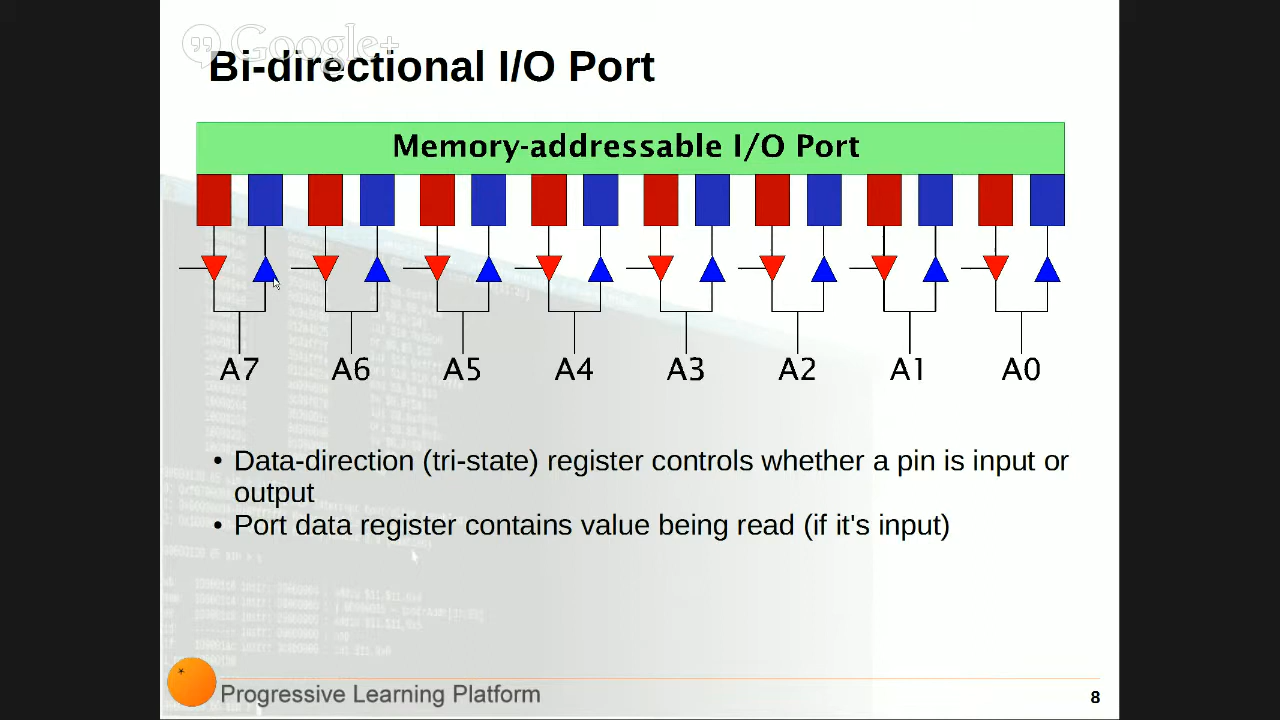 Google+
Bi-directional I/O Port
Memory-addressable I/O Port
A7 A6 A5 A4 A3 A2 A1 A0
• Data-direction (tri-state) register controls whether a pin is input or
output
• Port data register contains value being read (if it's input)
Progressive Learning Platform
8